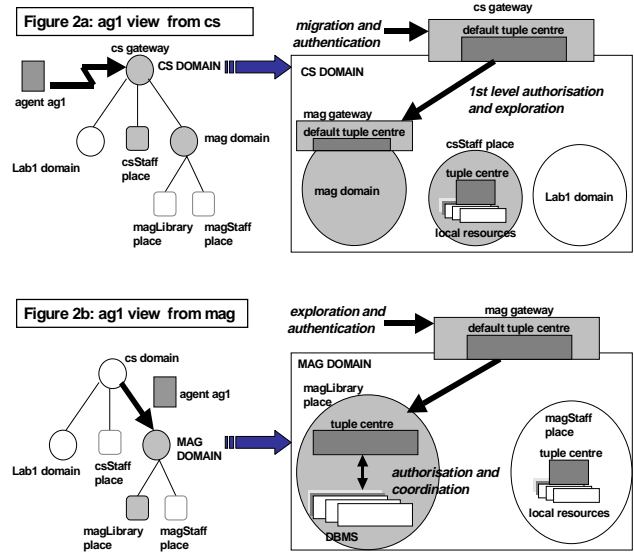 Figure 2a: ag1 view from cs
cs gateway
CS DOMAIN
agent ag1
Lab1 domain
csStaff
place
mag domain
magLibrary
place
magStaff
place
cs gateway
default tuple centre
migration and
authentication
CS DOMAIN
1st level authorisation
and exploration
mag gateway
default tuple centre
mag domain
csStaff place
tuple centre
local resources
Lab1 domain
Figure 2b: ag1 view from mag
cs domain
agent ag1
Lab1 domain
csStaff
place
MAG
DOMAIN
magLibrary
place
magStaff
place
exploration and
authentication
mag gateway
default tuple centre
MAG DOMAIN
magLibrary
place
tuple centre
authorisation and
coordination
DBMS
magStaff
place
tuple centre
local resources